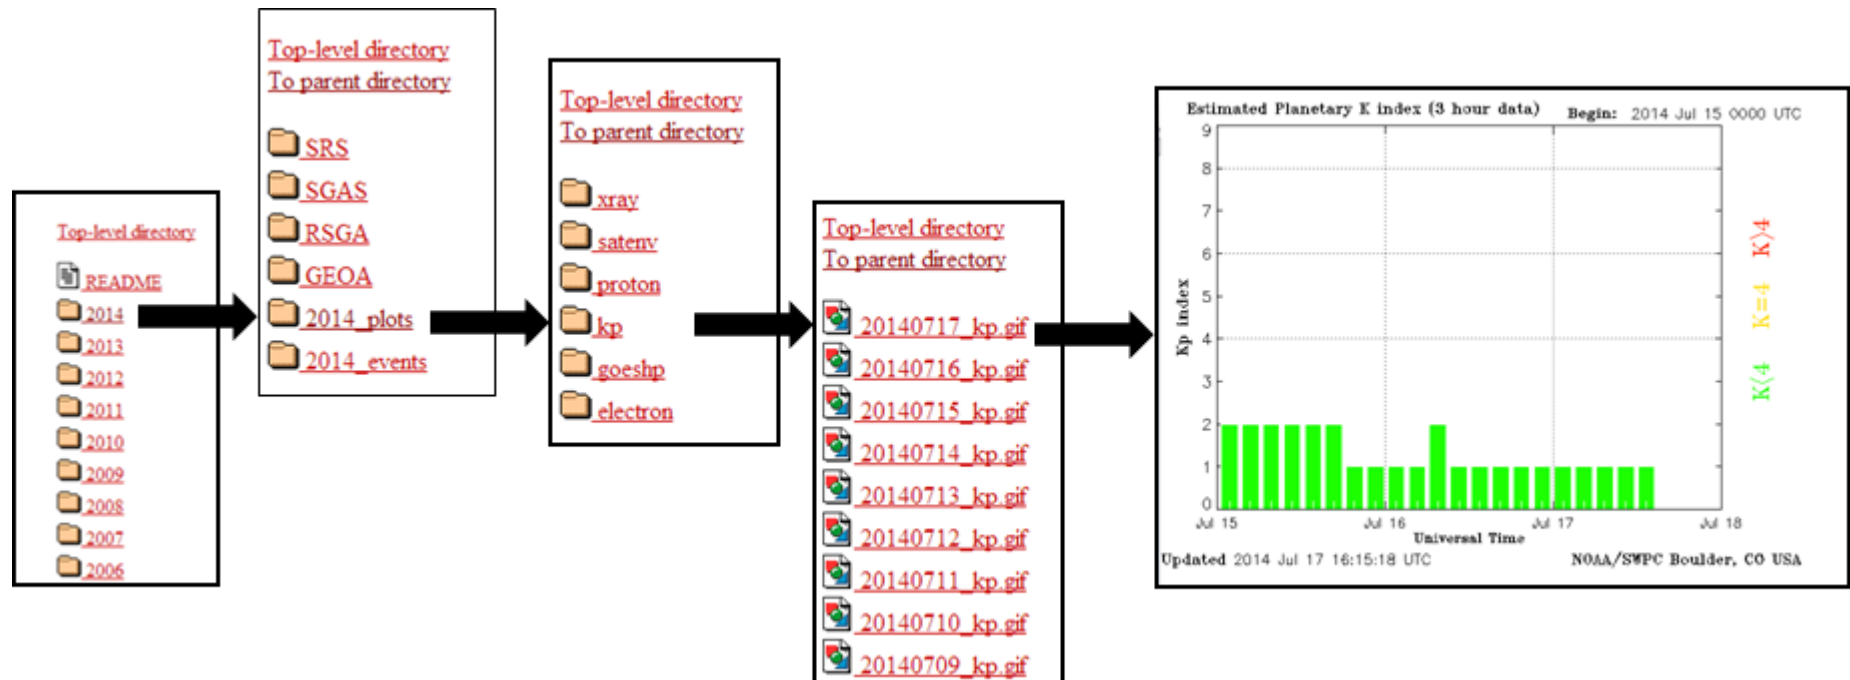 Top-level directory
README
2014
2013
2012
2011
2010
2009
2008
2007
2006
Top-level directory
To parent directory
SRS
SGAS
RSGA
GEOA
2014_plots
2014_events
Top-level directory
To parent directory
xray
satenv
proton
kp
goeshp
electron
Top-level directory
To parent directory
20140717_kp.gif
20140716_kp.gif
20140715_kp.gif
20140714_kp.gif
20140713_kp.gif
20140712_kp.gif
20140711_kp.gif
20140710_kp.gif
20140709_kp.gif
Estimated Planetary K index (3 hour data)
Begin: 2014 Jul 15 0000 UTC
9
8
7
6
5
4
3
2
1
0
Kp index
Jul 15
Jul 16
Jul 17
Jul 18
Universal Time
K>4
K=4
K<4
Updated 2014 Jul 17 16:15:18 UTC
NOAA/SWPC Boulder, CO USA